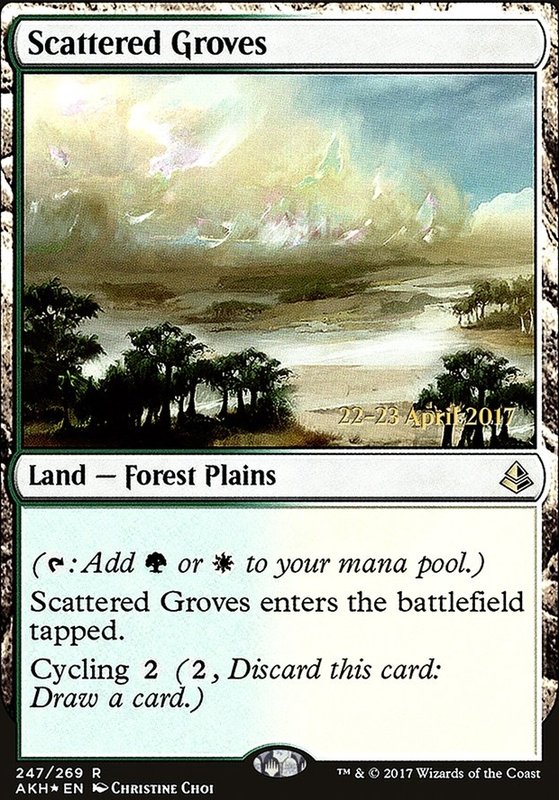 Scattered Groves
22-23 April 2017
Land — Forest Plains
( : Add or to your mana pool.)
Scattered Groves enters the battlefield
tapped.
Cycling 2 (2, Discard this card:
Draw a card.)
247/269 R
AKH★EN Christine Choi
™ & © 2017 Wizards of the Coast